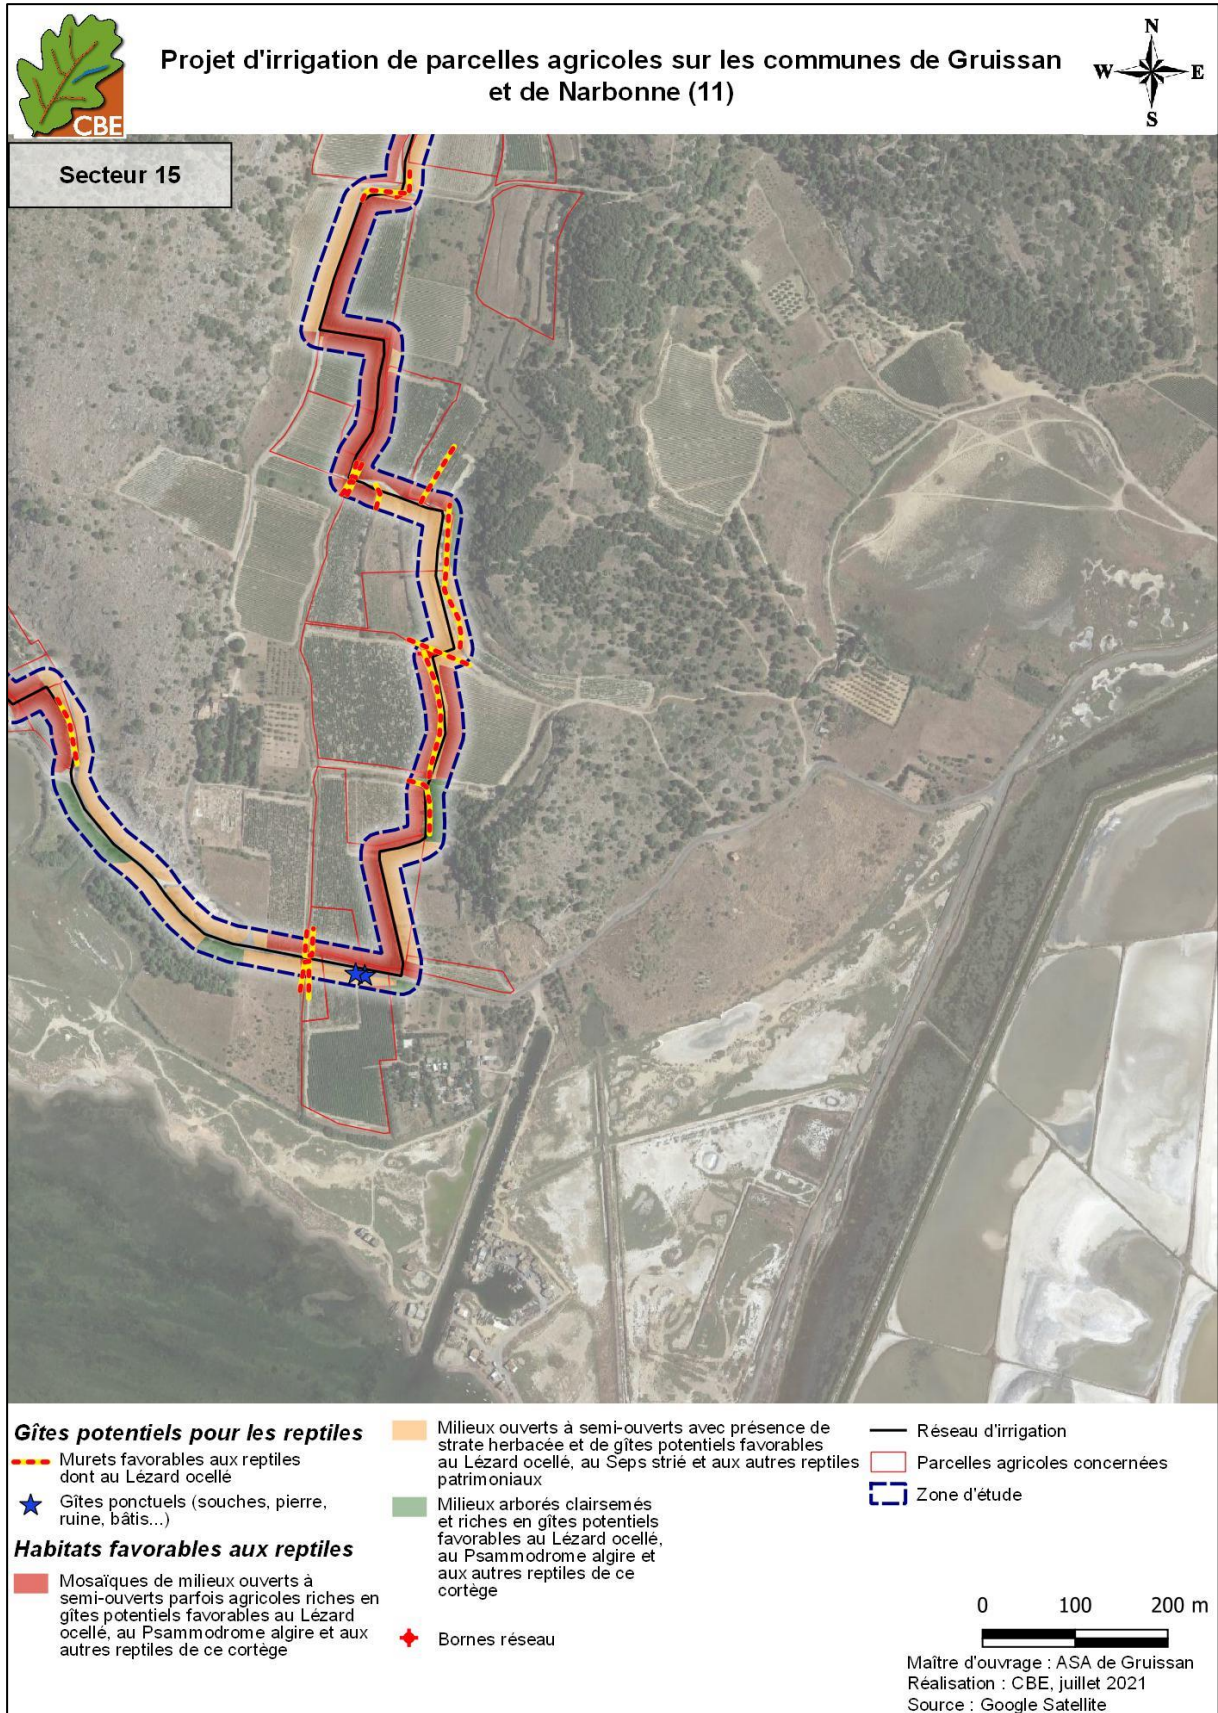 Projet d'irrigation de parcelles agricoles sur les communes de Gruissan
et de Narbonne (11)
CBE
N
W
E
S
Secteur 15
Gîtes potentiels pour les reptiles
Murets favorables aux reptiles
dont au Lézard ocellé
Gîtes ponctuels (souches, pierre,
ruine, bâtis...)
Habitats favorables aux reptiles
Mosaïques de milieux ouverts à
semi-ouverts parfois agricoles riches en
gîtes potentiels favorables au Lézard
ocellé, au Psammodrome algire et aux
autres reptiles de ce cortège
Milieux ouverts à semi-ouverts avec présence de
strate herbacée et de gîtes potentiels favorables
au Lézard ocellé, au Seps strié et aux autres reptiles
patrimoniaux
Milieux arborés clairsemés
et riches en gîtes potentiels
favorables au Lézard ocellé,
au Psammodrome algire et
aux autres reptiles de ce
cortège
Bornes réseau
Réseau d'irrigation
Parcelles agricoles concernées
Zone d'étude
0 100 200 m
Maître d'ouvrage : ASA de Gruissan
Réalisation : CBE, juillet 2021
Source : Google Satellite